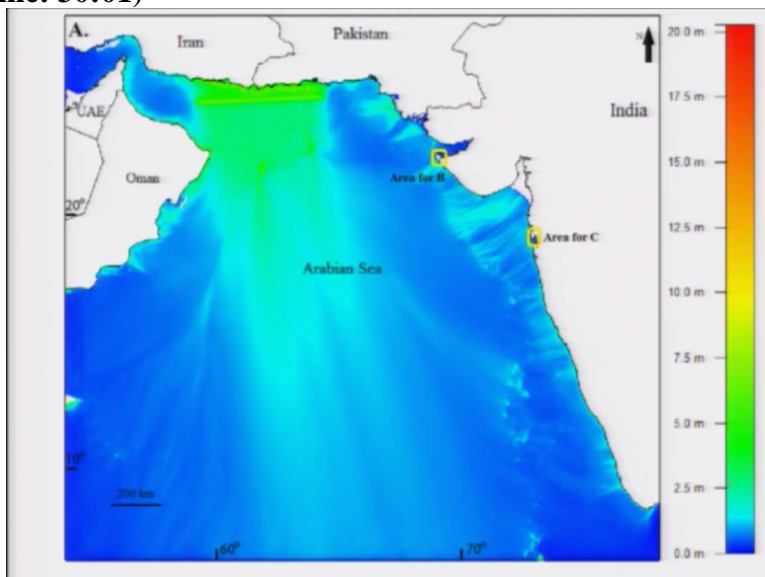 A.
Iran
Pakistan
N
20.0 m
17.5 m
UAE
India
15.0 m
Area for B
Oman
12.5 m
20°
Area for C
Arabian Sea
10.0 m
7.5 m
5.0 m
10°
200 km
2.5 m
60°
70°
0.0 m